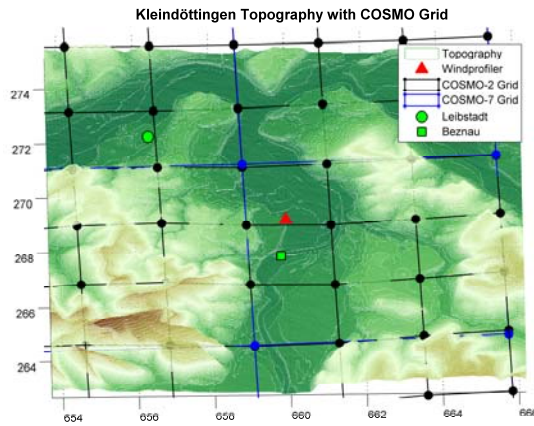 Kleindöttingen Topography with COSMO Grid
Topography
Windprofiler
COSMO-2 Grid
COSMO-7 Grid
Leibstadt
Beznau
274
272
270
268
266
264
654
656
658
660
662
664